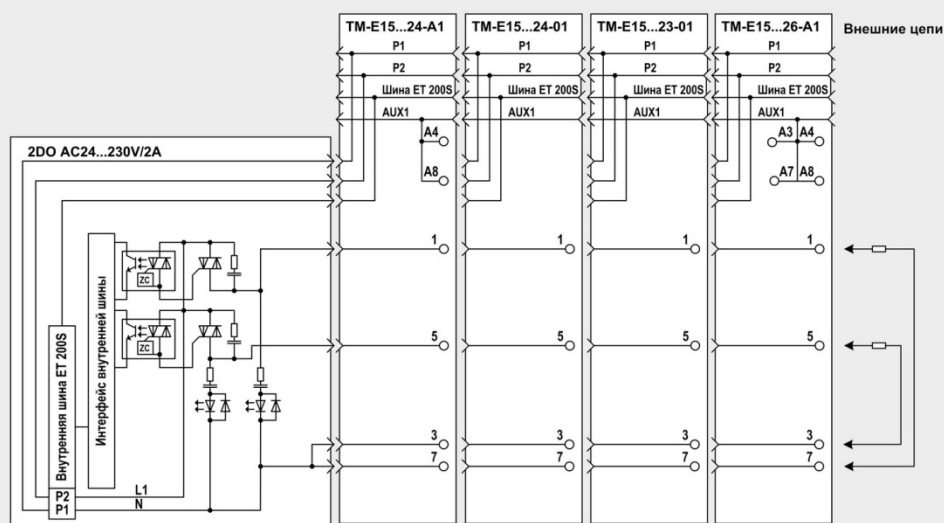 TM-E15...24-A1
TM-E15...24-01
TM-E15...23-01
TM-E15...26-A1
Внешние цепи
P1
P1
P1
P1
P2
P2
P2
P2
Шина ET 200S
Шина ET 200S
Шина ET 200S
Шина ET 200S
AUX1
AUX1
AUX1
AUX1
A4
A3
A4
2DO AC24...230V/2A
A8
A7
A8
1
1
1
1
ZC
5
5
5
5
ZC
Интерфейс внутренней шины
Внутренняя шина ET 200S
3
3
3
3
7
7
7
7
P2
L1
P1
N